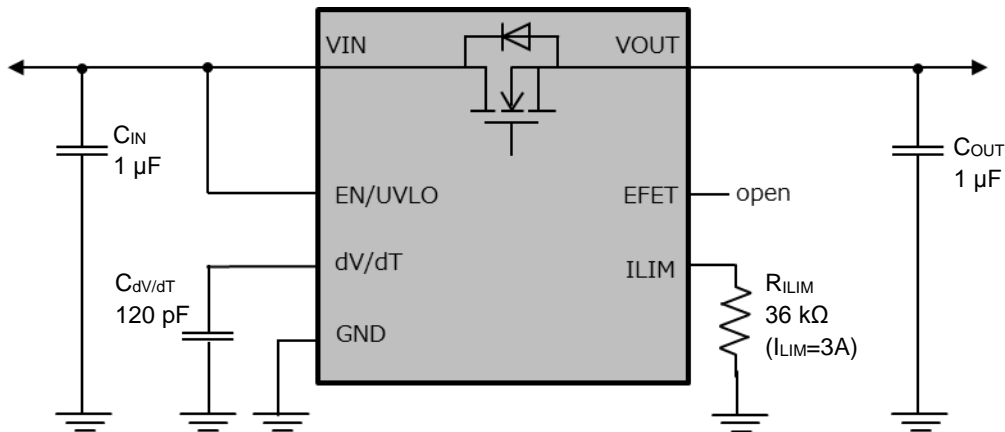 VIN
VOUT
CIN
1 µF
COUT
1 µF
EN/UVLO
EFET
open
dV/dT
ILIM
CdV/dT
120 pF
RILIM
36 kΩ
(ILIM=3A)
GND